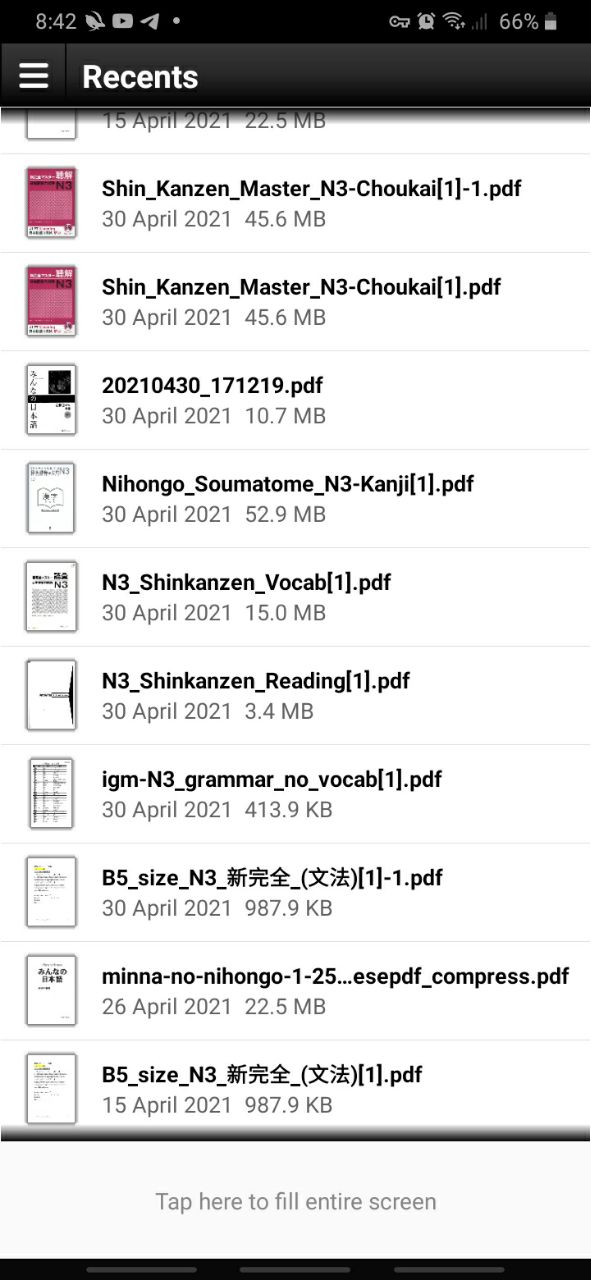 8:42
66%
Recents
15 April 2021 22.5 MB
Shin_Kanzen_Master_N3-Choukai[1]-1.pdf
30 April 2021 45.6 MB
Shin_Kanzen_Master_N3-Choukai[1].pdf
30 April 2021 45.6 MB
20210430_171219.pdf
30 April 2021 10.7 MB
Nihongo_Soumatome_N3-Kanji[1].pdf
30 April 2021 52.9 MB
N3_Shinkanzen_Vocab[1].pdf
30 April 2021 15.0 MB
N3_Shinkanzen_Reading[1].pdf
30 April 2021 3.4 MB
igm-N3_grammar_no_vocab[1].pdf
30 April 2021 413.9 KB
B5_size_N3_新完全_(文法)[1]-1.pdf
30 April 2021 987.9 KB
みんなの
日本語
minna-no-nihongo-1-25...esepdf_compress.pdf
26 April 2021 22.5 MB
B5_size_N3_新完全_(文法)[1].pdf
15 April 2021 987.9 KB
Tap here to fill entire screen